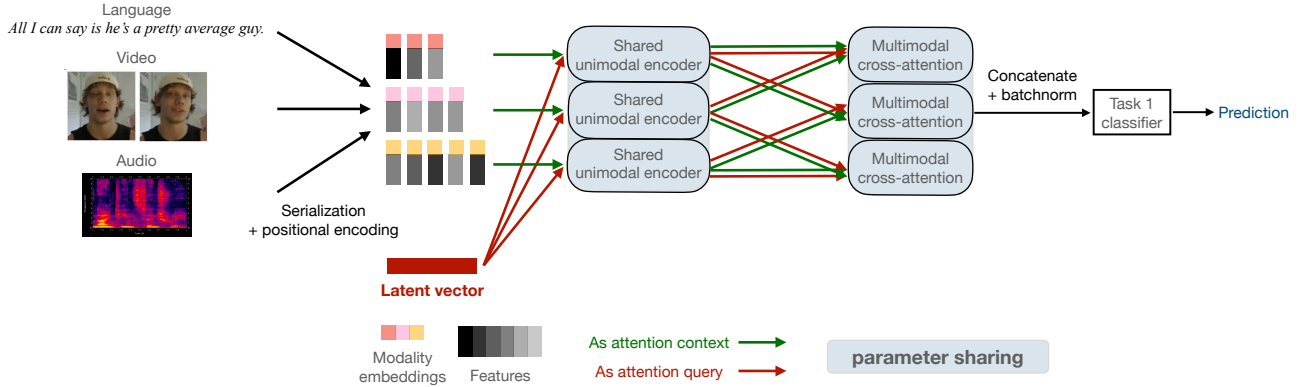 Language
All I can say is he's a pretty average guy.
Video
Audio
Serialization
+ positional encoding
Latent vector
Shared
unimodal encoder
Shared
unimodal encoder
Shared
unimodal encoder
Multimodal
cross-attention
Multimodal
cross-attention
Multimodal
cross-attention
Concatenate
+ batchnorm
Task 1
classifier
Prediction
Modality
embeddings
Features
As attention context
As attention query
parameter sharing